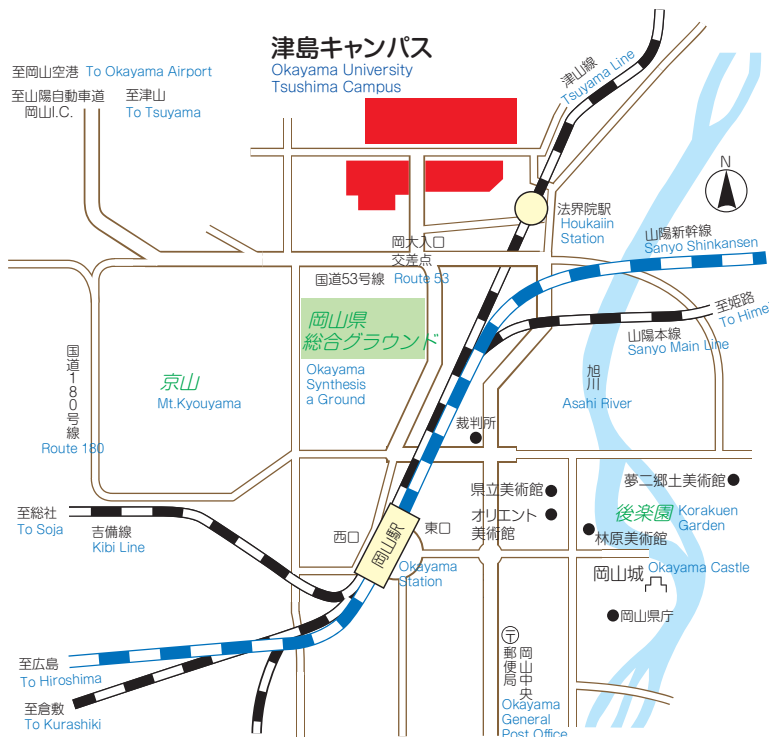 津島キャンパス
Okayama University
Tsushima Campus
至岡山空港 To Okayama Airport
至山陽自動車道
岡山I.C.
至津山
To Tsuyama
津山線
Tsuyama Line
N
法界院駅
Houkaiin
Station
山陽新幹線
Sanyo Shinkansen
岡大入口
交差点
国道53号線 Route 53
至姫路
To Himeji
山陽本線
Sanyo Main Line
岡山県
総合グラウンド
Okayama
Synthesis
a Ground
国道180号線
Route 180
京山
Mt.Kyouyama
旭川
Asahi River
裁判所
県立美術館
オリエント
美術館
夢二郷土美術館
後楽園
Korakuen
Garden
林原美術館
至総社
To Soja
吉備線
Kibi Line
西口
東口
岡山駅
Okayama
Station
岡山城
Okayama Castle
岡山県庁
〒
岡山中央
郵便局
Okayama
General
Post Office
至広島
To Hiroshima
至倉敷
To Kurashiki